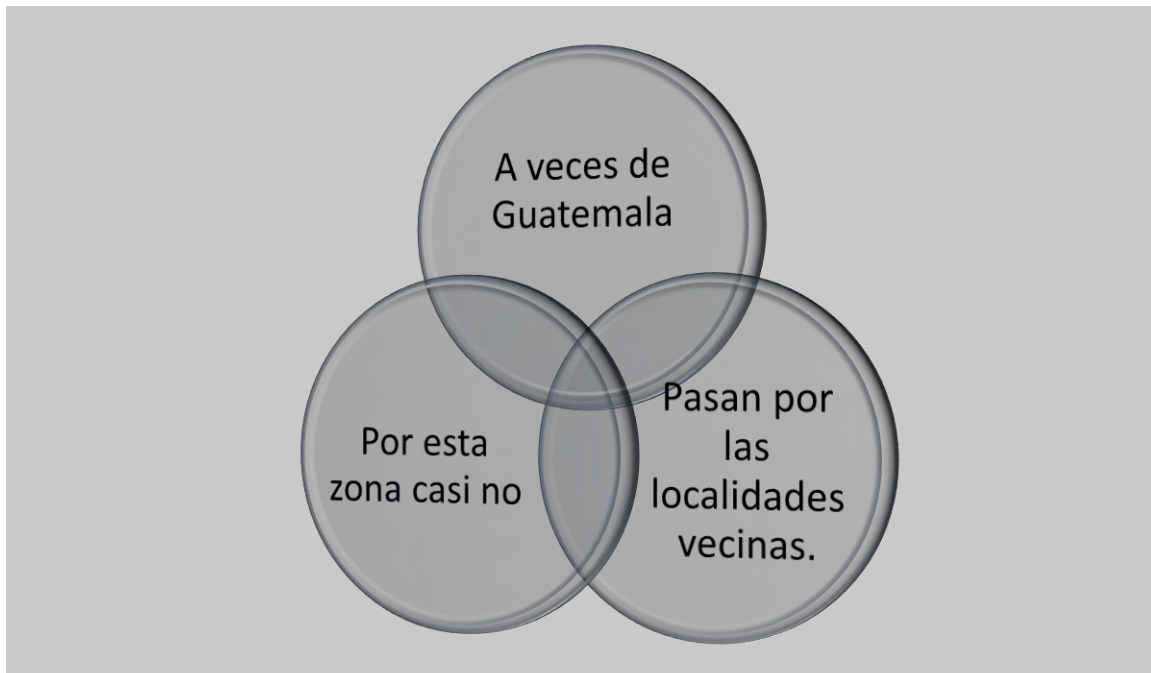 A veces de
Guatemala
Por esta
zona casi no
Pasan por
las
localidades
vecinas.